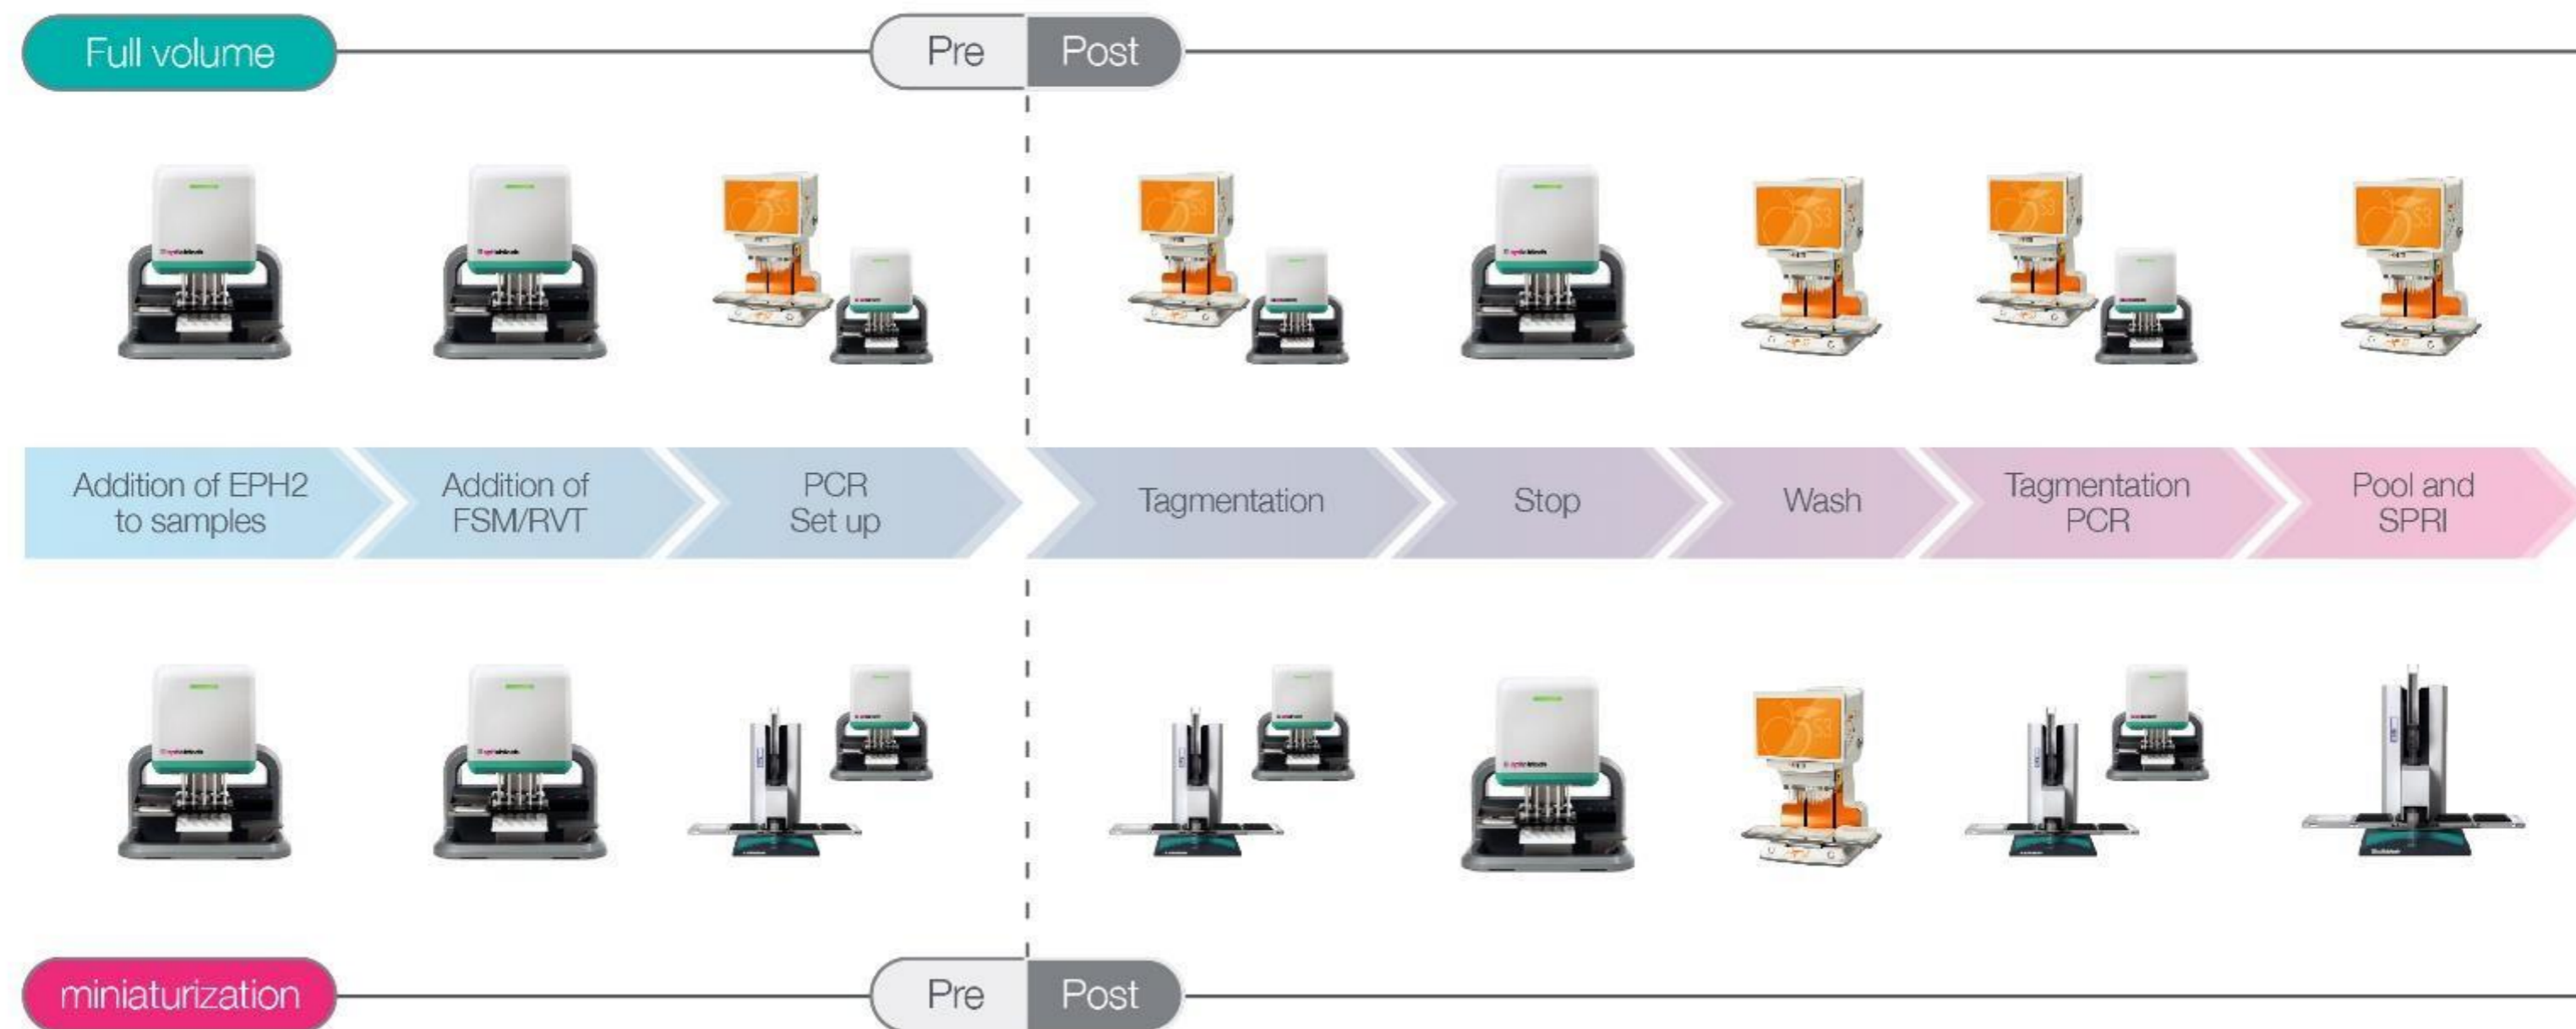 Full volume
Pre
Post
Addition of EPH2
to samples
Addition of
FSM/RVT
PCR
Set up
Tagmentation
Stop
Wash
Tagmentation
PCR
Pool and
SPRI
miniaturization
Pre
Post